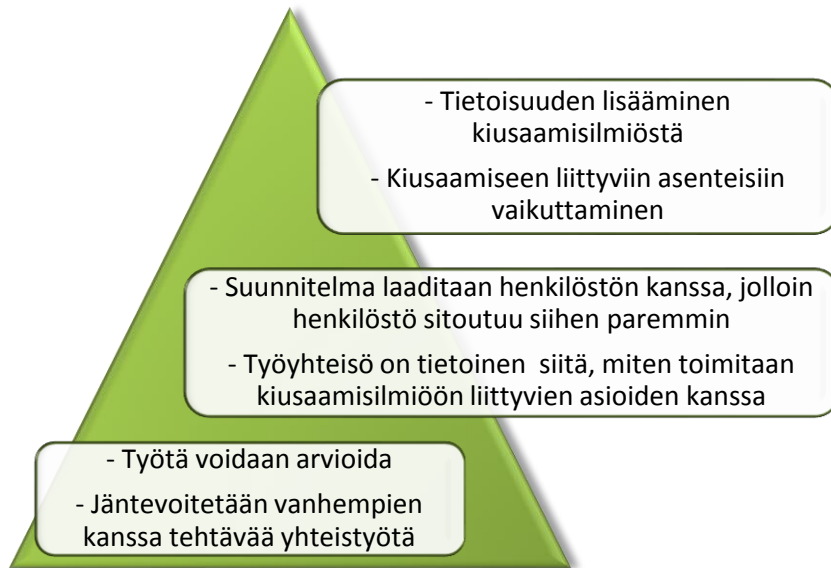 - Tietoisuuden lisääminen
kiusaamisilmiöstä
- Kiusaamiseen liittyviin asenteisiin
vaikuttaminen
- Suunnitelma laaditaan henkilöstön kanssa, jolloin
henkilöstö sitoutuu siihen paremmin
- Työyhteisö on tietoinen siitä, miten toimitaan
kiusaamisilmiöön liittyvien asioiden kanssa
- Työtä voidaan arvioida
- Jäntevoitetään vanhempien
kanssa tehtävää yhteistyötä